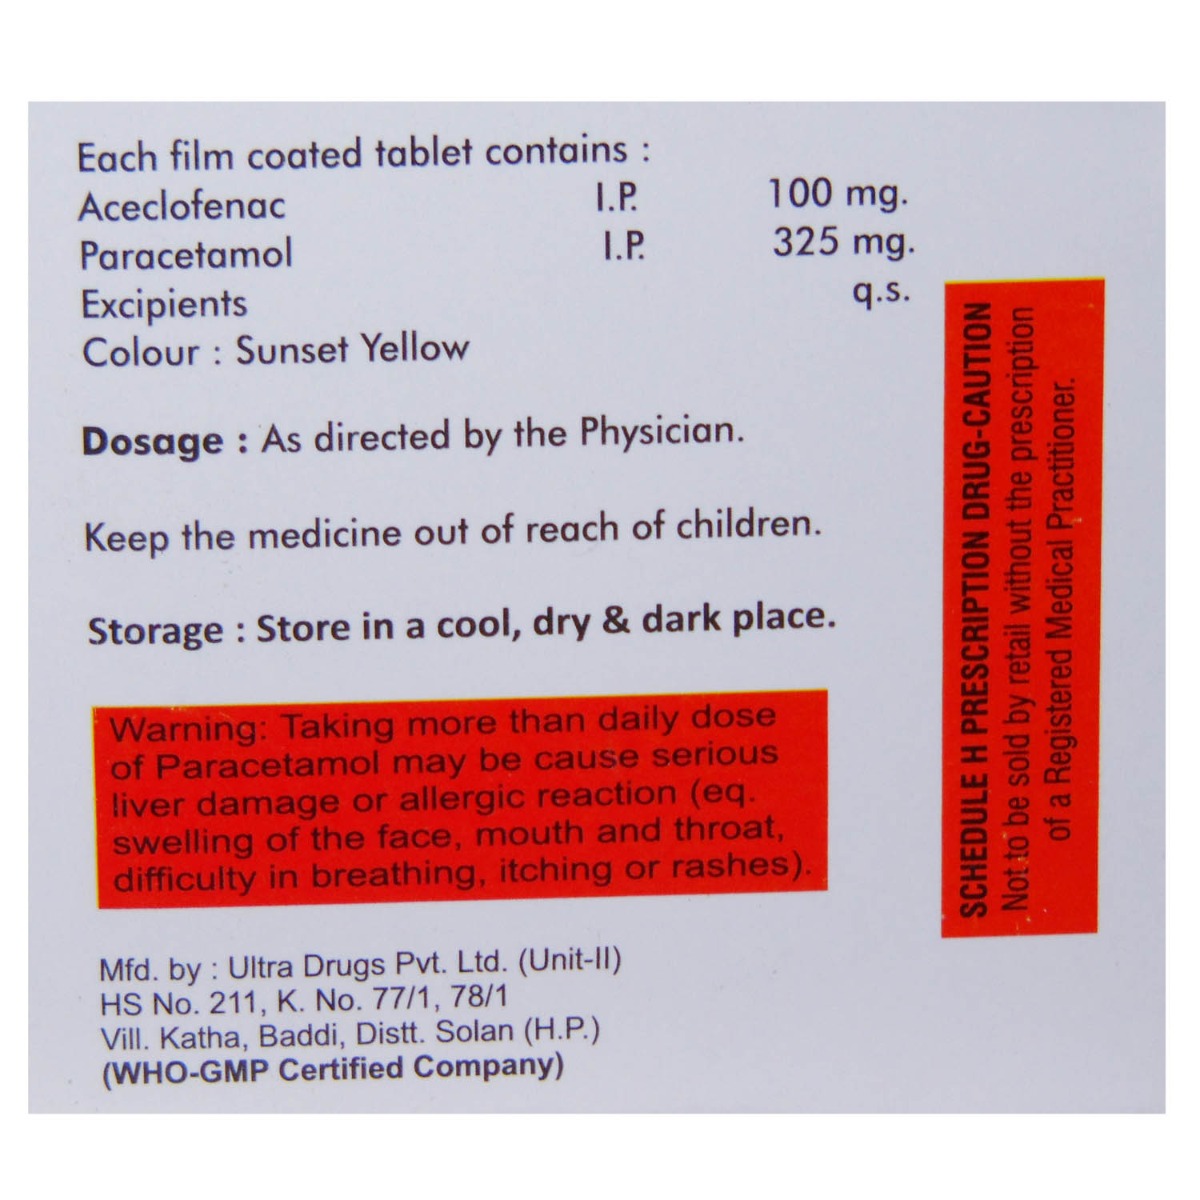 Each film coated tablet contains :
Aceclofenac I.P. 100 mg.
Paracetamol I.P. 325 mg.
Excipients q.s.
Colour : Sunset Yellow
Dosage : As directed by the Physician.
Keep the medicine out of reach of children.
Storage : Store in a cool, dry & dark place.
Warning: Taking more than daily dose
of Paracetamol may be cause serious
liver damage or allergic reaction (eq.
swelling of the face, mouth and throat,
difficulty in breathing, itching or rashes).
Mfd. by : Ultra Drugs Pvt. Ltd. (Unit-II)
HS No. 211, K. No. 77/1, 78/1
Vill. Katha, Baddi, Distt. Solan (H.P.)
(WHO-GMP Certified Company)
SCHEDULE H PRESCRIPTION DRUG-CAUTION
Not to be sold by retail without the prescription
of a Registered Medical Practitioner.